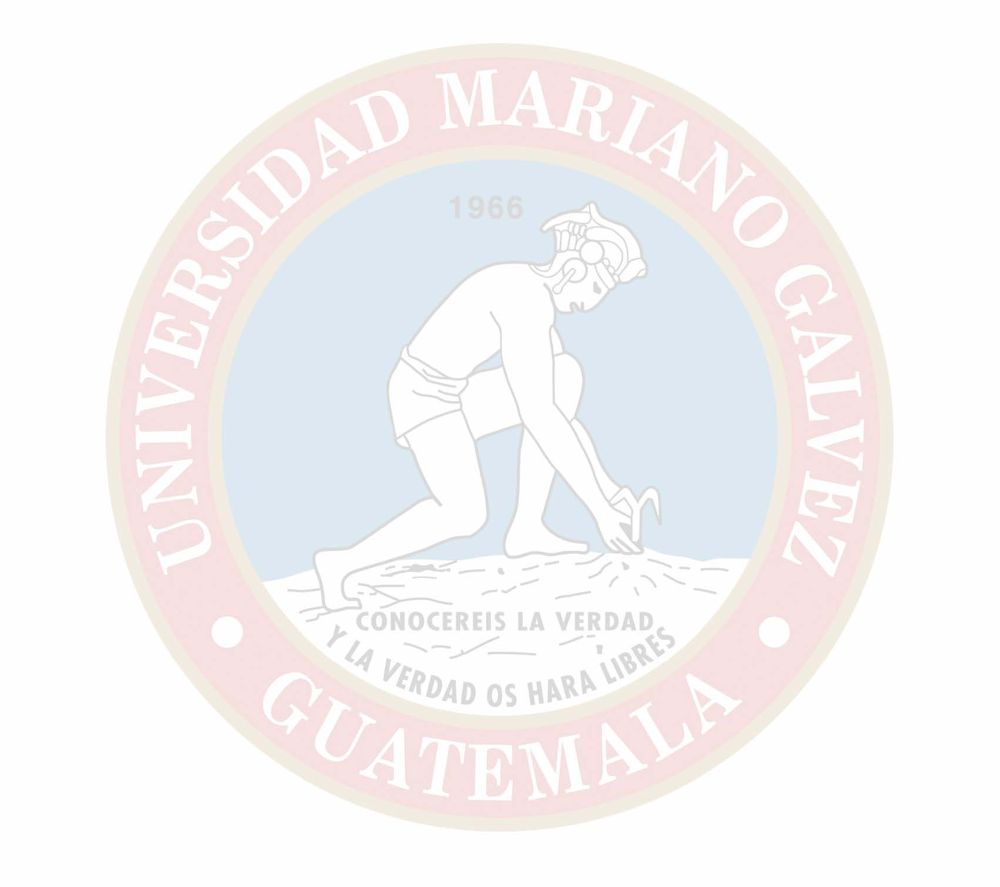 UNIVERSIDAD MARIANO GALVEZ
1966
CONOCEREIS LA VERDAD
Y LA VERDAD OS HARA LIBRES
GUATEMALA